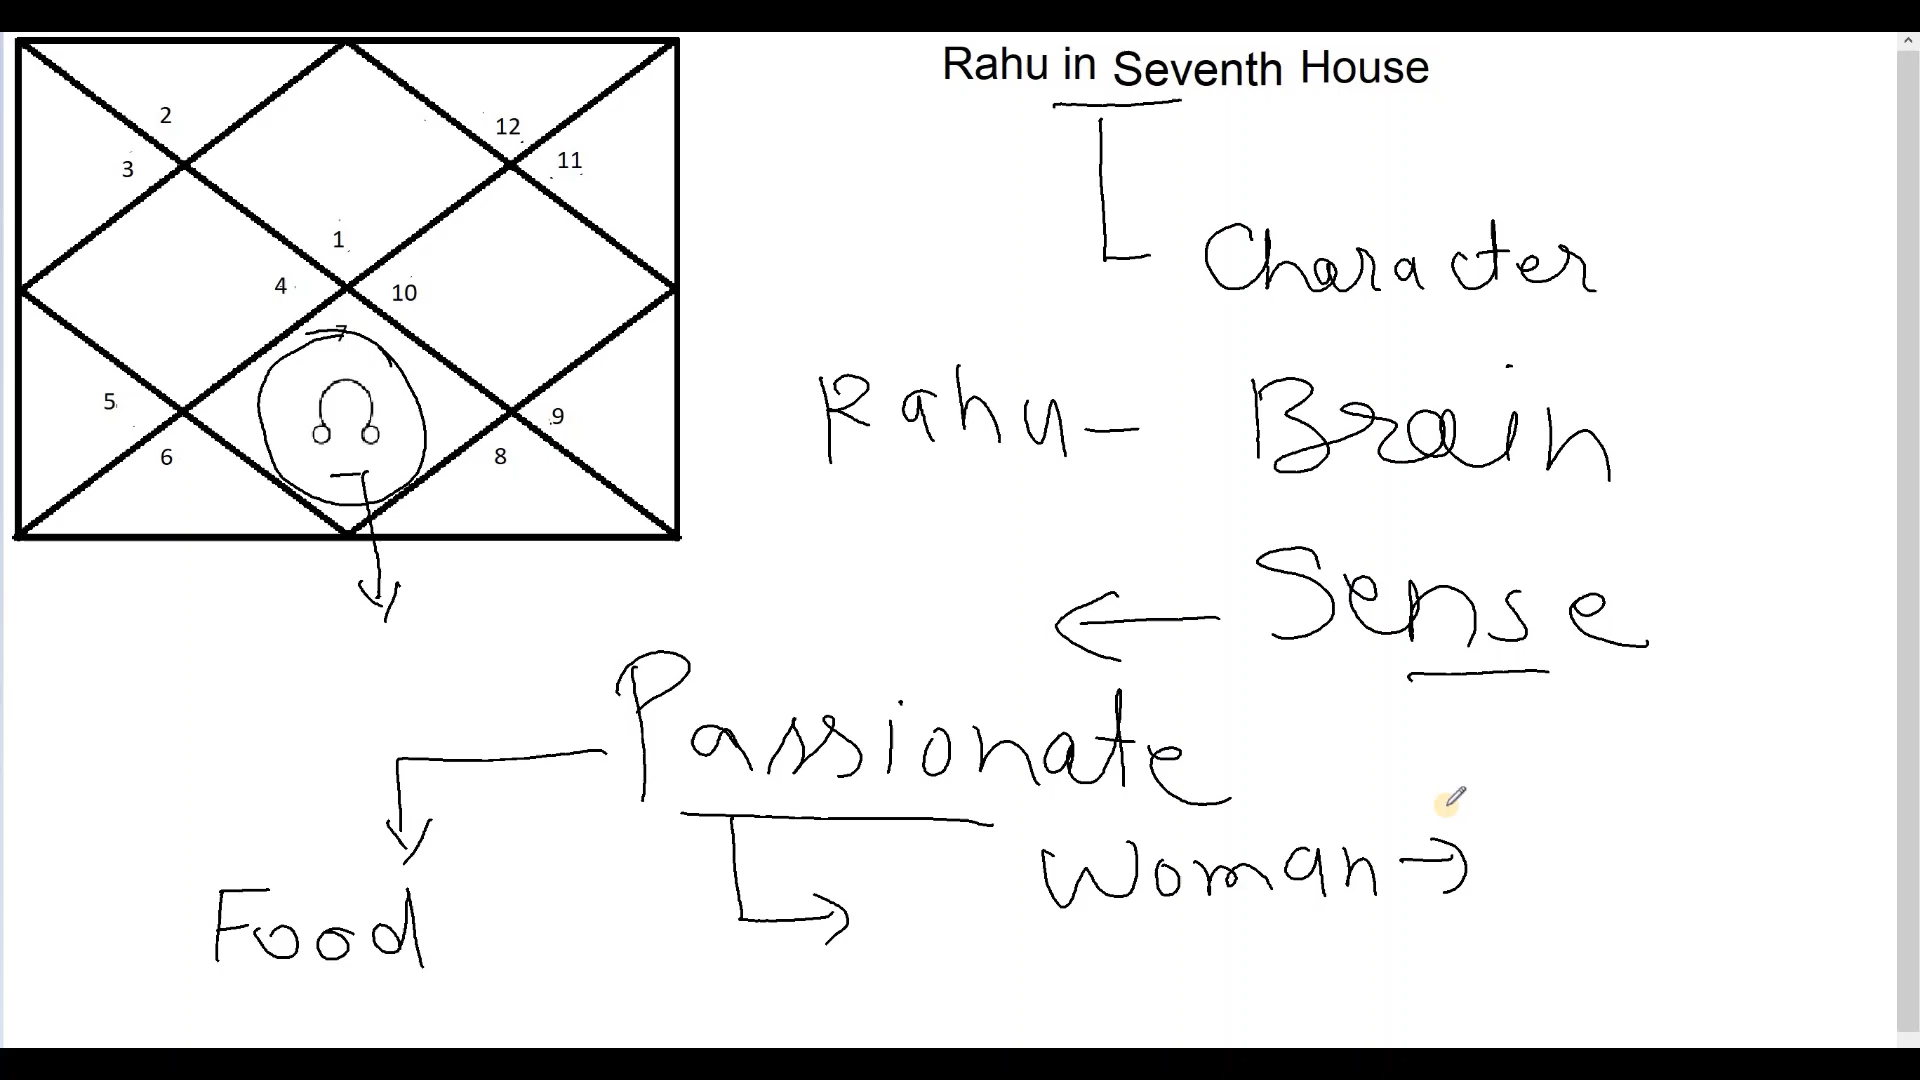 Rahu in Seventh House
2
12
3
11
1
4
10
7
5
9
6
8
Character
Rahu - Brain
Sense
Passionate
Woman →
Food